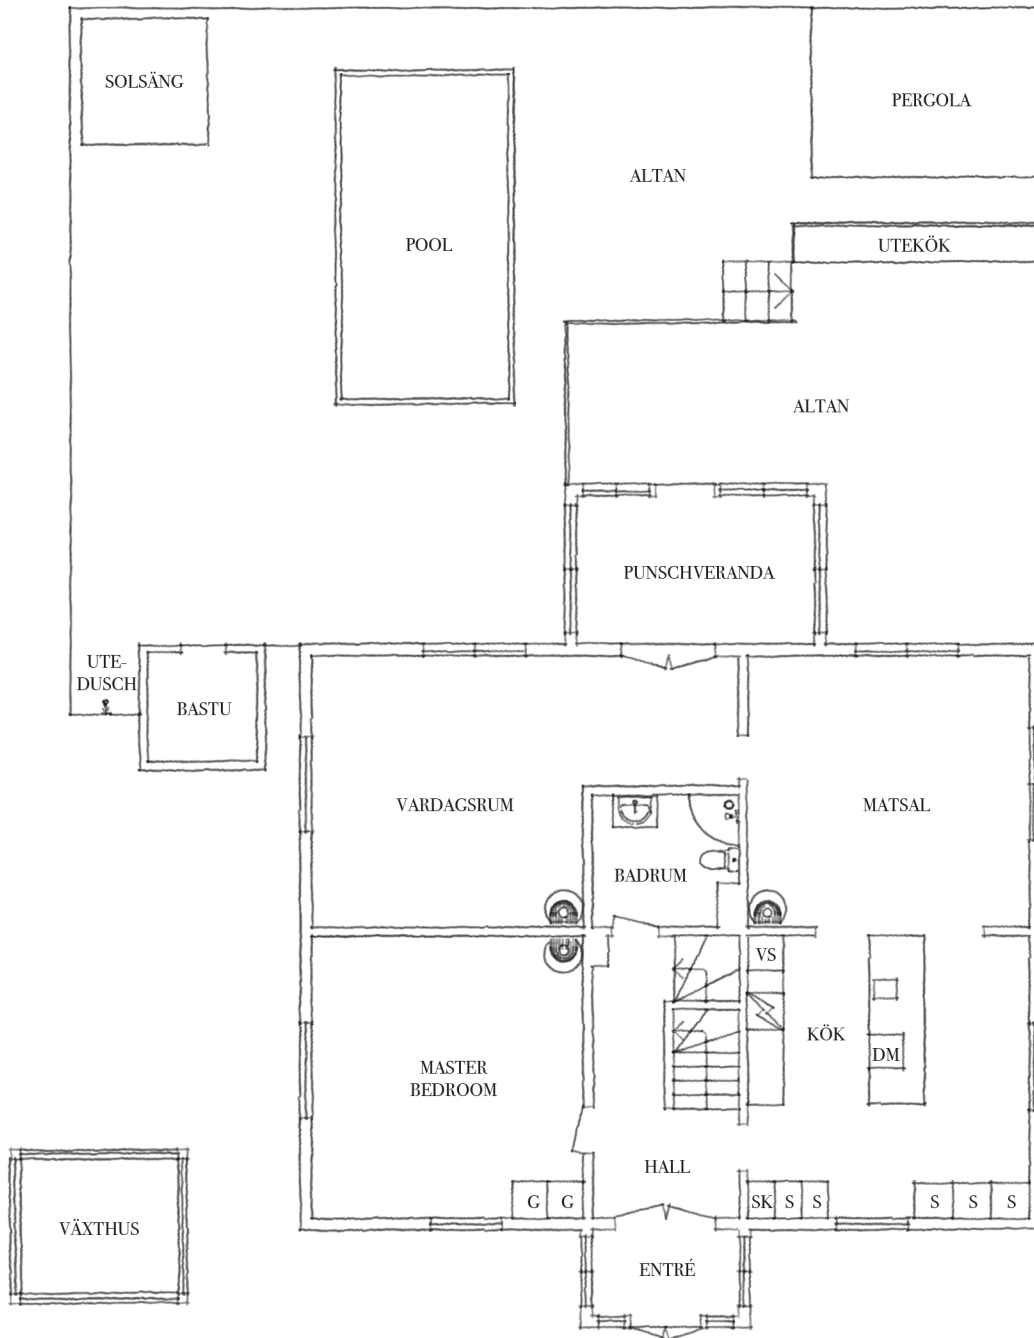 SOLSÄNG
PERGOLA
ALTAN
POOL
UTEKÖK
ALTAN
PUNSCHVERANDA
UTE-
DUSCH
BASTU
VARDAGSRUM
MATSAL
BADRUM
VS
KÖK
DM
MASTER
BEDROOM
HALL
G G
SK S S
S S S
VÄXTHUS
ENTRÉ